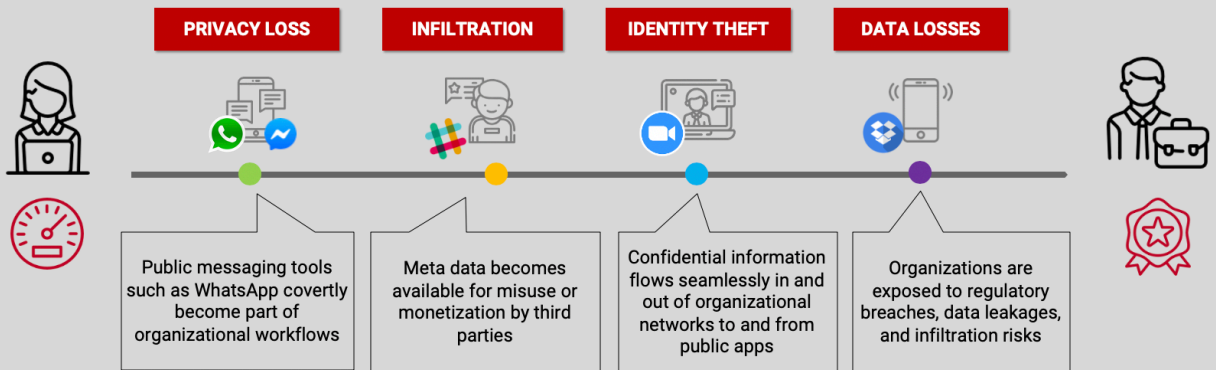 PRIVACY LOSS
INFILTRATION
IDENTITY THEFT
DATA LOSSES
Public messaging tools
such as WhatsApp covertly
become part of
organizational workflows
Meta data becomes
available for misuse or
monetization by third
parties
Confidential information
flows seamlessly in and
out of organizational
networks to and from
public apps
Organizations are
exposed to regulatory
breaches, data leakages,
and infiltration risks